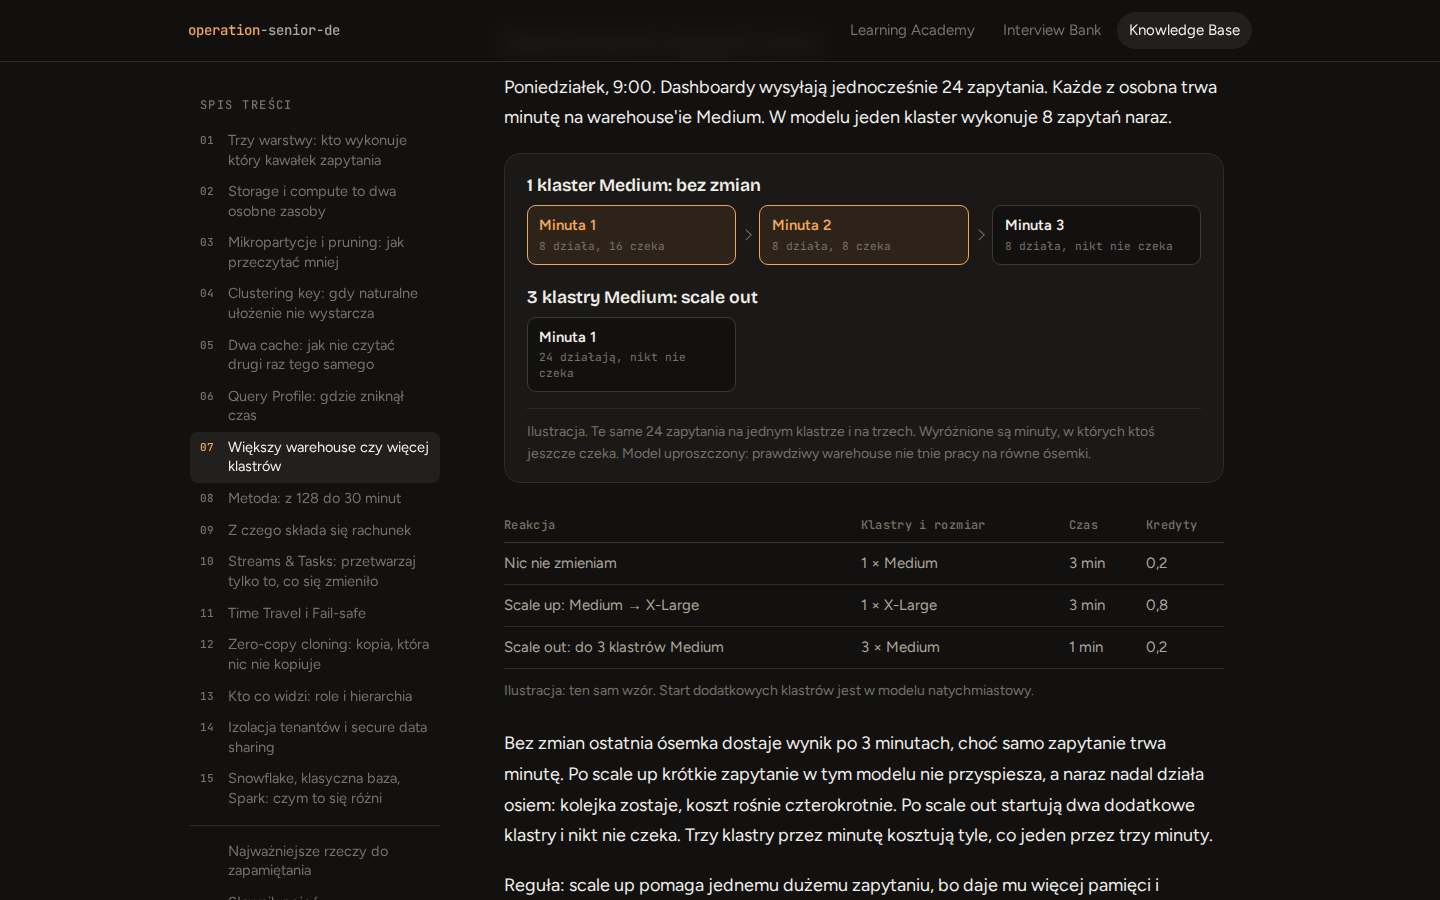 operation-senior-de
Learning Academy
Interview Bank
Knowledge Base
SPIS TREŚCI
01 Trzy warstwy: kto wykonuje
który kawałek zapytania
02 Storage i compute to dwa
osobne zasoby
03 Mikropartycje i pruning: jak
przeczytać mniej
04 Clustering key: gdy naturalne
ułożenie nie wystarcza
05 Dwa cache: jak nie czytać
drugi raz tego samego
06 Query Profile: gdzie zniknął
czas
07 Większy warehouse czy więcej
klastrów
08 Metoda: z 128 do 30 minut
09 Z czego składa się rachunek
10 Streams & Tasks: przetwarzaj
tylko to, co się zmieniło
11 Time Travel i Fail-safe
12 Zero-copy cloning: kopia, która
nic nie kopiuje
13 Kto co widzi: role i hierarchia
14 Izolacja tenantów i secure data
sharing
15 Snowflake, klasyczna baza,
Spark: czym to się różni
Najważniejsze rzeczy do
zapamiętania
Poniedziałek, 9:00. Dashboardy wysyłają jednocześnie 24 zapytania. Każde z osobna trwa
minutę na warehouse'ie Medium. W modelu jeden klaster wykonuje 8 zapytań naraz.
1 klaster Medium: bez zmian
Minuta 1
8 działa, 16 czeka
Minuta 2
8 działa, 8 czeka
Minuta 3
8 działa, nikt nie czeka
3 klastry Medium: scale out
Minuta 1
24 działają, nikt nie
czeka
Ilustracja. Te same 24 zapytania na jednym klastrze i na trzech. Wyróżnione są minuty, w których ktoś
jeszcze czeka. Model uproszczony: prawdziwy warehouse nie tnie pracy na równe ósemki.
Reakcja Klastry i rozmiar Czas Kredyty
Nic nie zmieniam 1 × Medium 3 min 0,2
Scale up: Medium → X-Large 1 × X-Large 3 min 0,8
Scale out: do 3 klastrów Medium 3 × Medium 1 min 0,2
Ilustracja: ten sam wzór. Start dodatkowych klastrów jest w modelu natychmiastowy.
Bez zmian ostatnia ósemka dostaje wynik po 3 minutach, choć samo zapytanie trwa
minutę. Po scale up krótkie zapytanie w tym modelu nie przyspiesza, a naraz nadal działa
osiem: kolejka zostaje, koszt rośnie czterokrotnie. Po scale out startują dwa dodatkowe
klastry i nikt nie czeka. Trzy klastry przez minutę kosztują tyle, co jeden przez trzy minuty.
Reguła: scale up pomaga jednemu dużemu zapytaniu, bo daje mu więcej pamięci i